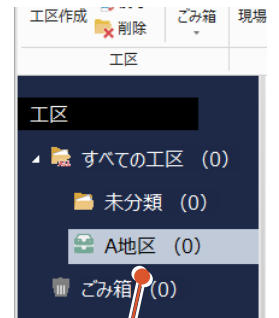 工区作成
削除
ごみ箱
現場
工区
工区
すべての工区 (0)
未分類 (0)
A地区 (0)
ごみ箱 (0)